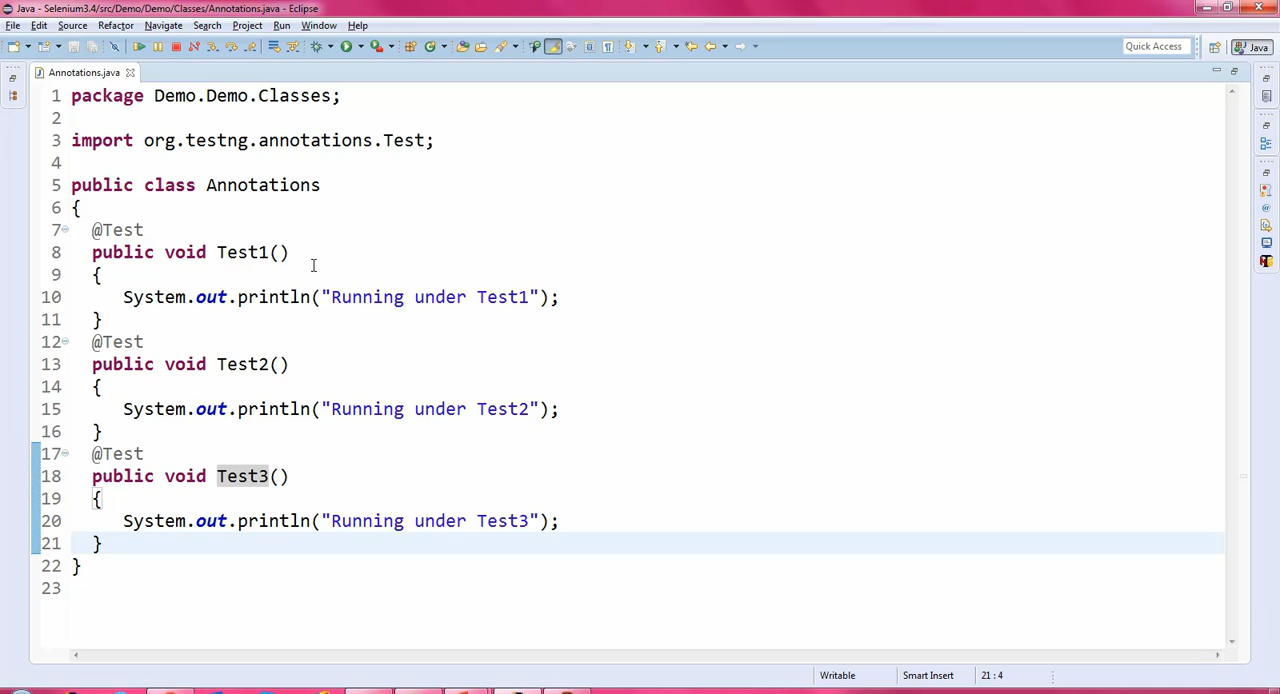 Java - Selenium3.4/src/Demo/Demo/Classes/Annotations.java - Eclipse
File Edit Source Refactor Navigate Search Project Run Window Help
Quick Access
Java
Annotations.java
1 package Demo.Demo.Classes;
2
3 import org.testng.annotations.Test;
4
5 public class Annotations
6 {
7 @Test
8 public void Test1()
9 {
10 System.out.println("Running under Test1");
11 }
12 @Test
13 public void Test2()
14 {
15 System.out.println("Running under Test2");
16 }
17 @Test
18 public void Test3()
19 {
20 System.out.println("Running under Test3");
21 }
22 }
23
Writable Smart Insert 21 : 4